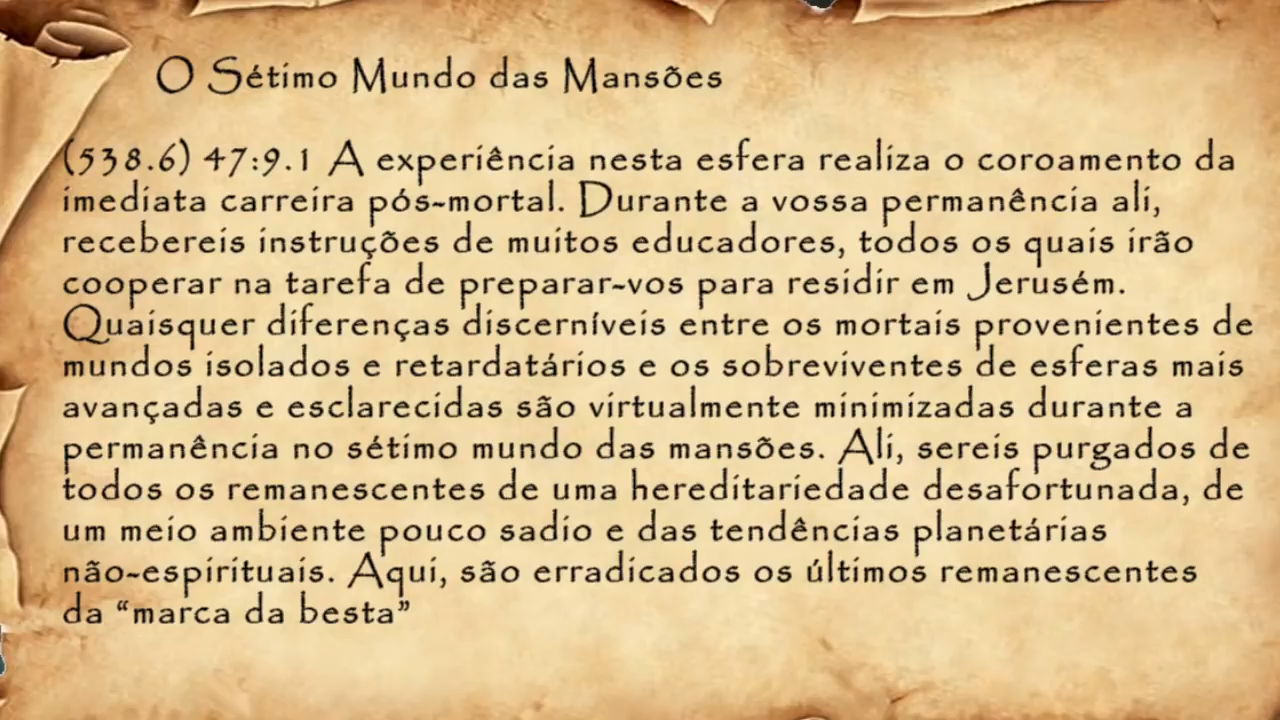 O Sétimo Mundo das Mansões
(538.6) 47:9.1 A experiência nesta esfera realiza o coroamento da
imediata carreira pós-mortal. Durante a vossa permanência ali,
recebereis instruções de muitos educadores, todos os quais irão
cooperar na tarefa de preparar-vos para residir em Jerusém.
Quaisquer diferenças discerníveis entre os mortais provenientes de
mundos isolados e retardatários e os sobreviventes de esferas mais
avançadas e esclarecidas são virtualmente minimizadas durante a
permanência no sétimo mundo das mansões. Ali, sereis purgados de
todos os remanescentes de uma hereditariedade desafortunada, de
um meio ambiente pouco sadio e das tendências planetárias
não-espirituais. Aqui, são erradicados os últimos remanescentes
da “marca da besta”